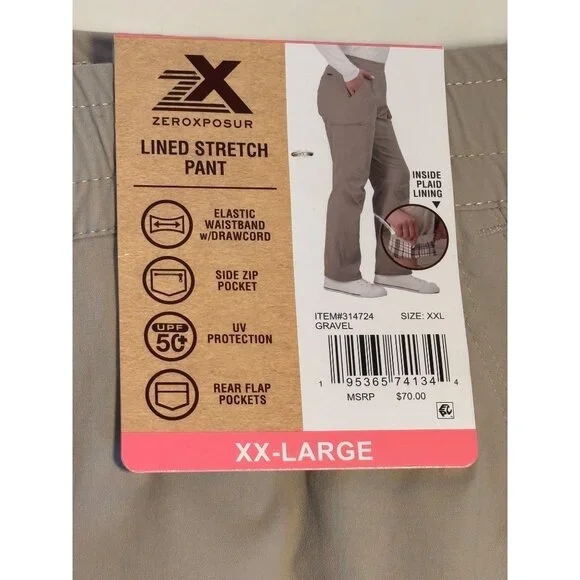 ZX
ZEROXPOSUR
LINED STRETCH
PANT
ELASTIC
WAISTBAND
w/DRAWCORD
SIDE ZIP
POCKET
UPF
50+
UV
PROTECTION
REAR FLAP
POCKETS
INSIDE
PLAID
LINING
ITEM#314724
SIZE: XXL
GRAVEL
1 95365 74134 4
MSRP $70.00
XX-LARGE